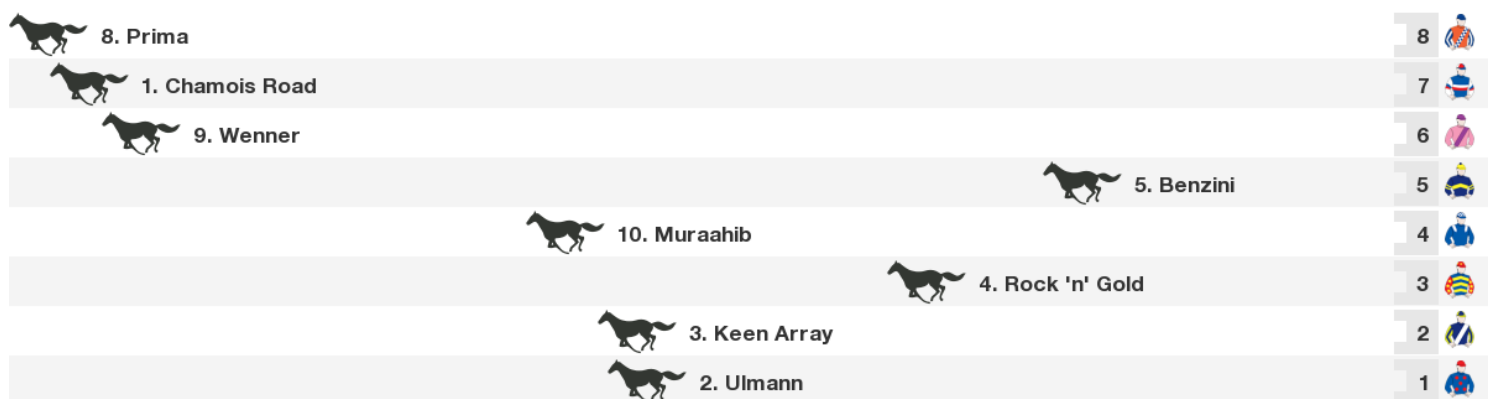 8. Prima 8
1. Chamois Road 7
9. Wenner 6
5. Benzini 5
10. Muraahib 4
4. Rock 'n' Gold 3
3. Keen Array 2
2. Ulmann 1